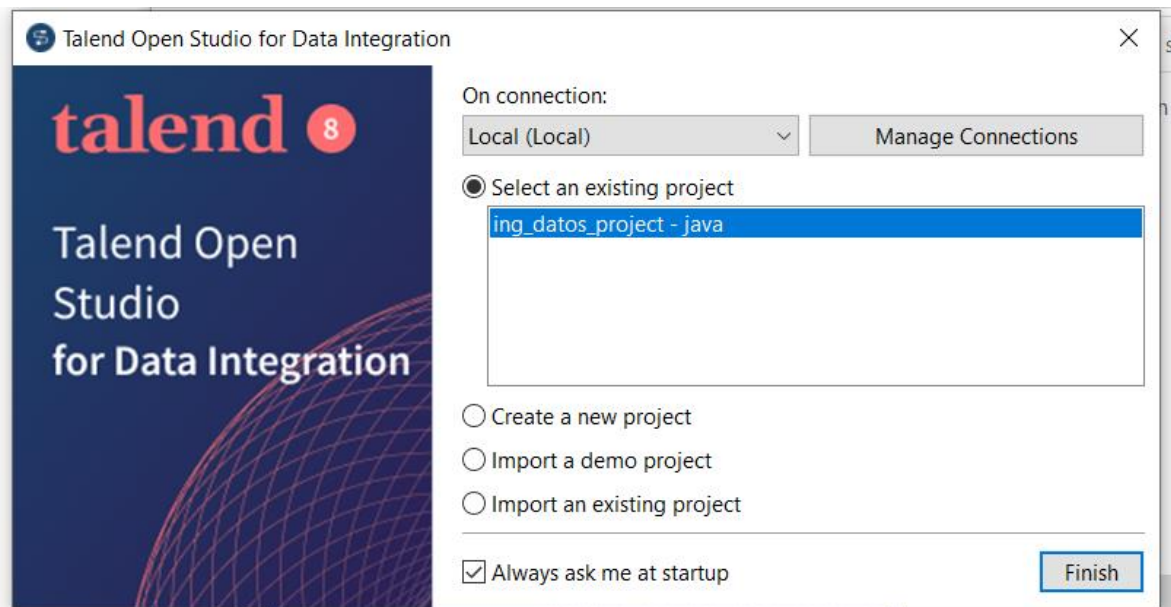 Talend Open Studio for Data Integration
talend 8
Talend Open
Studio
for Data Integration
On connection:
Local (Local)
Manage Connections
Select an existing project
ing_datos_project - java
Create a new project
Import a demo project
Import an existing project
Always ask me at startup
Finish